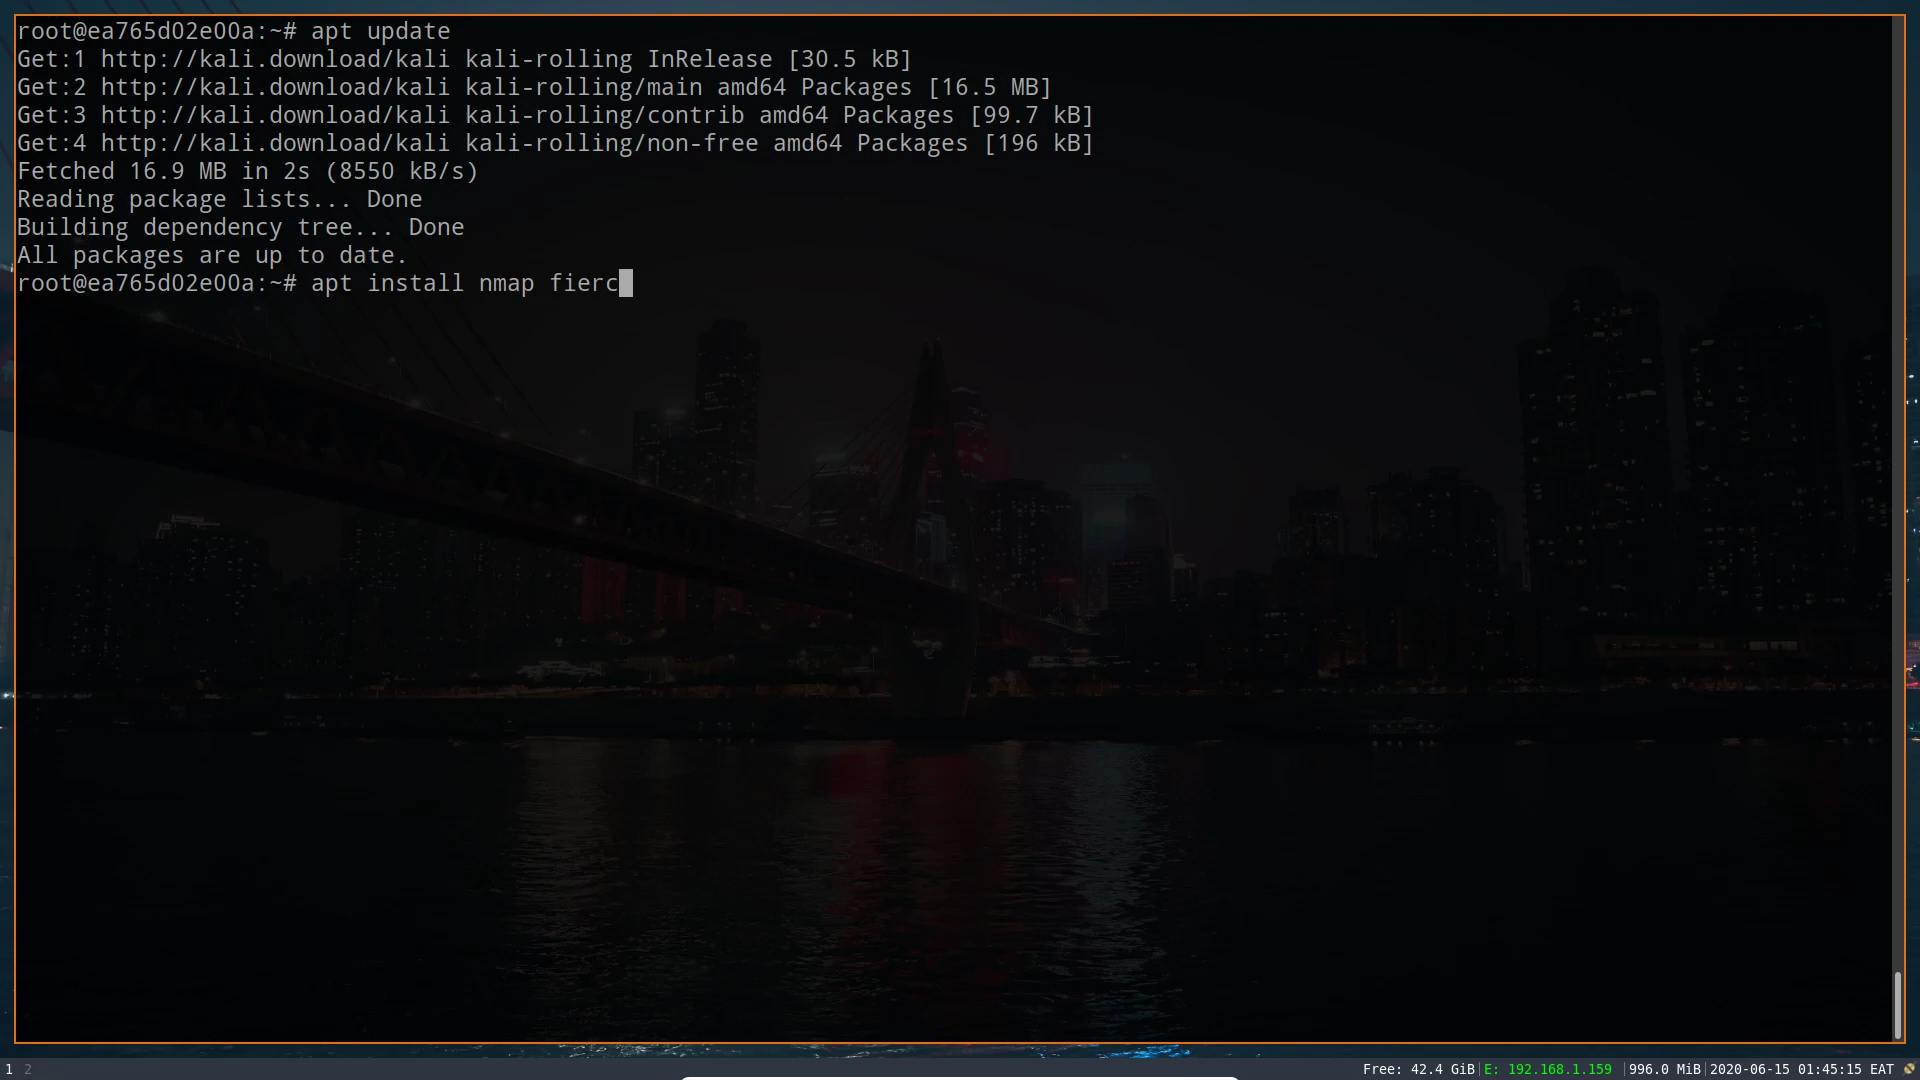 root@ea765d02e00a:~# apt update
Get:1 http://kali.download/kali kali-rolling InRelease [30.5 kB]
Get:2 http://kali.download/kali kali-rolling/main amd64 Packages [16.5 MB]
Get:3 http://kali.download/kali kali-rolling/contrib amd64 Packages [99.7 kB]
Get:4 http://kali.download/kali kali-rolling/non-free amd64 Packages [196 kB]
Fetched 16.9 MB in 2s (8550 kB/s)
Reading package lists... Done
Building dependency tree... Done
All packages are up to date.
root@ea765d02e00a:~# apt install nmap fierc
1 2 Free: 42.4 GiB|E: 192.168.1.159 |996.0 MiB|2020-06-15 01:45:15 EAT